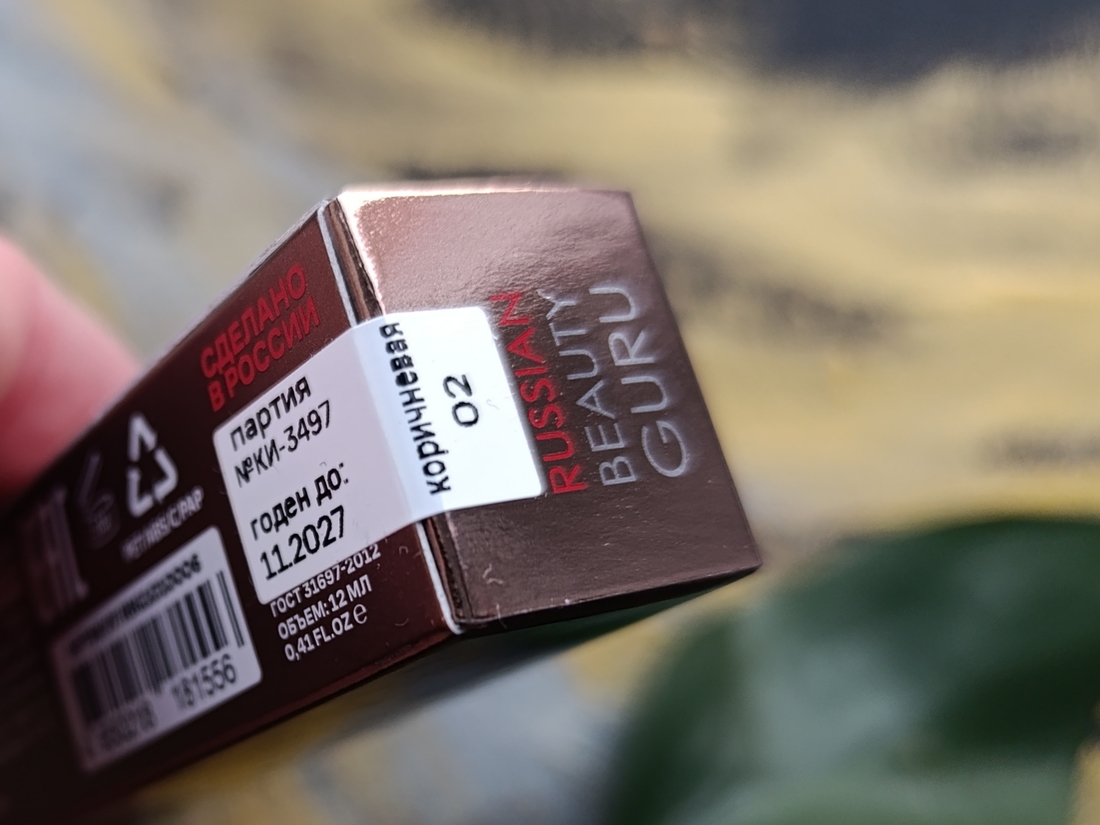 СДЕЛАНО
В РОССИИ
партия
№КИ-3497
годен до:
11.2027
ГОСТ 31697-2012
ОБЪЕМ: 12 МЛ
0,41 FL.OZ ℮
181556
коричневая
02
RUSSIAN
BEAUTY
GURU